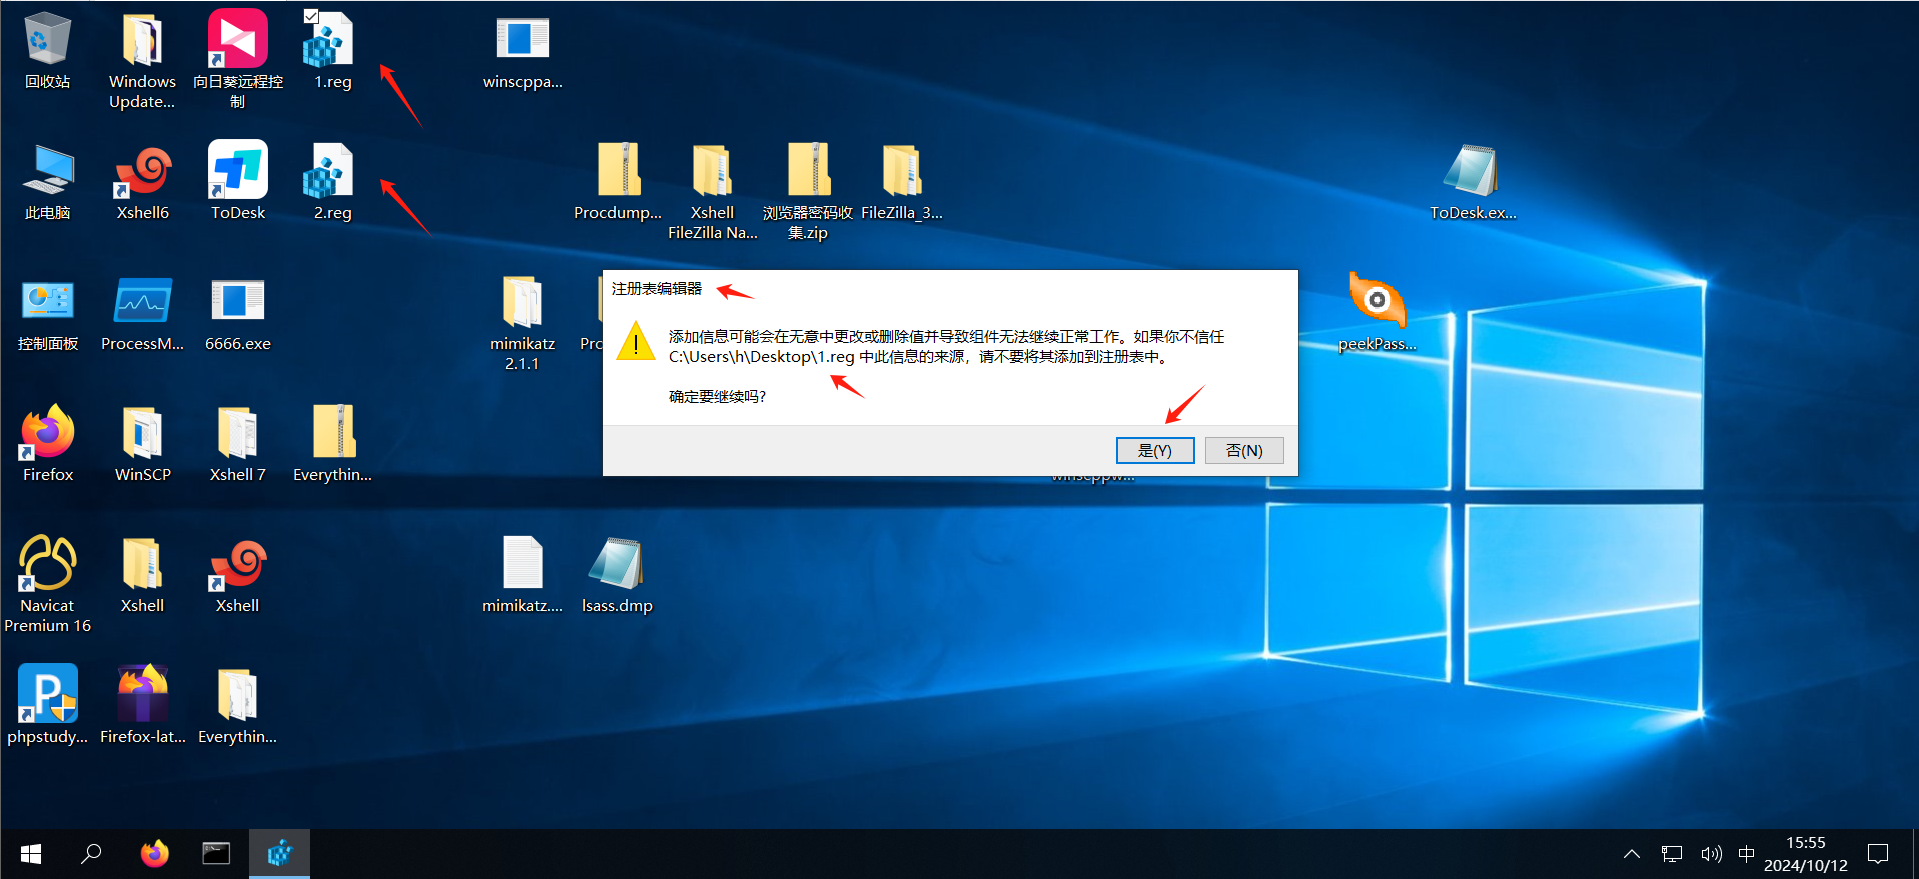 回收站
Windows
Update...
向日葵远程控
制
1.reg
winscppa...
此电脑
Xshell6
ToDesk
2.reg
Procdump...
Xshell
FileZilla Na...
浏览器密码收
集.zip
FileZilla_3...
ToDesk.ex...
控制面板
ProcessM...
6666.exe
mimikatz
2.1.1
Prc
peekPass...
注册表编辑器
添加信息可能会在无意中更改或删除值并导致组件无法继续正常工作。如果你不信任
C:\Users\h\Desktop\1.reg 中此信息的来源，请不要将其添加到注册表中。
确定要继续吗?
是(Y)
否(N)
Firefox
WinSCP
Xshell 7
Everythin...
winscppw...
Navicat
Premium 16
Xshell
Xshell
mimikatz....
lsass.dmp
phpstudy...
Firefox-lat...
Everythin...
中
15:55
2024/10/12